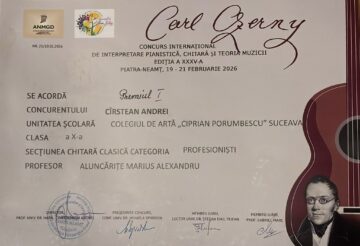 ANMGD
Carl Czerny
CONCURS INTERNAȚIONAL
DE INTERPRETARE PIANISTICĂ, CHITARĂ ȘI TEORIA MUZICII
EDIȚIA A XXXV-A
PIATRA-NEAMȚ, 19 - 21 FEBRUARIE 2026
SE ACORDĂ Premiul I
CONCURENTULUI CÎRSTEAN ANDREI
UNITATEA ȘCOLARĂ COLEGIUL DE ARTĂ „CIPRIAN PORUMBESCU” SUCEAVA
CLASA a X-a
SECȚIUNEA CHITARĂ CLASICĂ CATEGORIA PROFESIONIȘTI
PROFESOR ALUNCĂRIȚE MARIUS ALEXANDRU